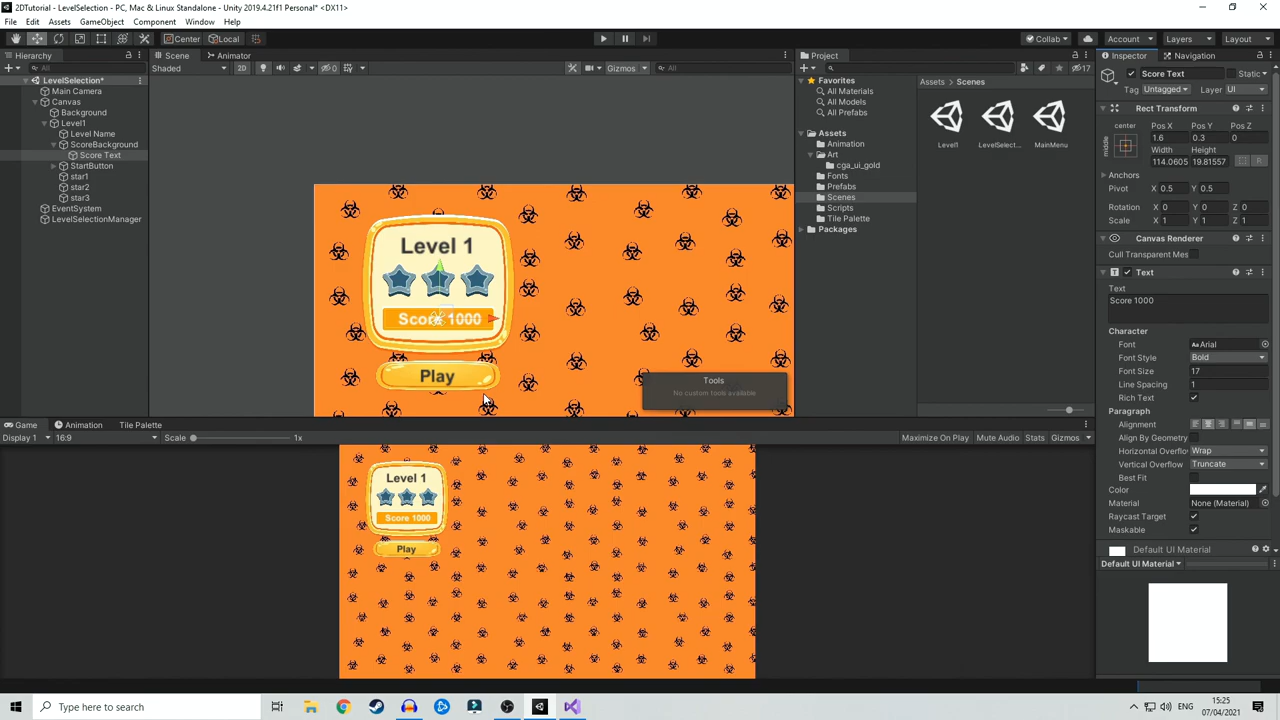 2DTutorial - LevelSelection - PC, Mac & Linux Standalone - Unity 2019.4.21f1 Personal* <DX11>
File Edit Assets GameObject Component Window Help
Center Local Collab Account Layers Layout
Hierarchy
All
LevelSelection*
Main Camera
Canvas
Background
Level1
Level Name
ScoreBackground
Score Text
StartButton
star1
star2
star3
EventSystem
LevelSelectionManager
Scene Animator
Shaded 2D 0 Gizmos All
Level 1
Score 1000
Play
Tools
No custom tools available
Project
17
Favorites
All Materials
All Models
All Prefabs
Assets
Animation
Art
cga_ui_gold
Fonts
Prefabs
Scenes
Scripts
Tile Palette
Packages
Assets > Scenes
Level1 LevelSelect... MainMenu
Inspector Navigation
Score Text Static
Tag Untagged Layer UI
Rect Transform
center Pos X Pos Y Pos Z
middle 1.6 0.3 0
Width Height
114.0605 19.81557 R
Anchors
Pivot X 0.5 Y 0.5
Rotation X 0 Y 0 Z 0
Scale X 1 Y 1 Z 1
Canvas Renderer
Cull Transparent Mes
Text
Text
Score 1000
Character
Font Arial
Font Style Bold
Font Size 17
Line Spacing 1
Rich Text
Paragraph
Alignment
Align By Geometry
Horizontal Overflow Wrap
Vertical Overflow Truncate
Best Fit
Color
Material None (Material)
Raycast Target
Maskable
Default UI Material
Default UI Material
Game Animation Tile Palette
Display 1 16:9 Scale 1x Maximize On Play Mute Audio Stats Gizmos
Level 1
Score 1000
Play
Type here to search
ENG
15:25
07/04/2021